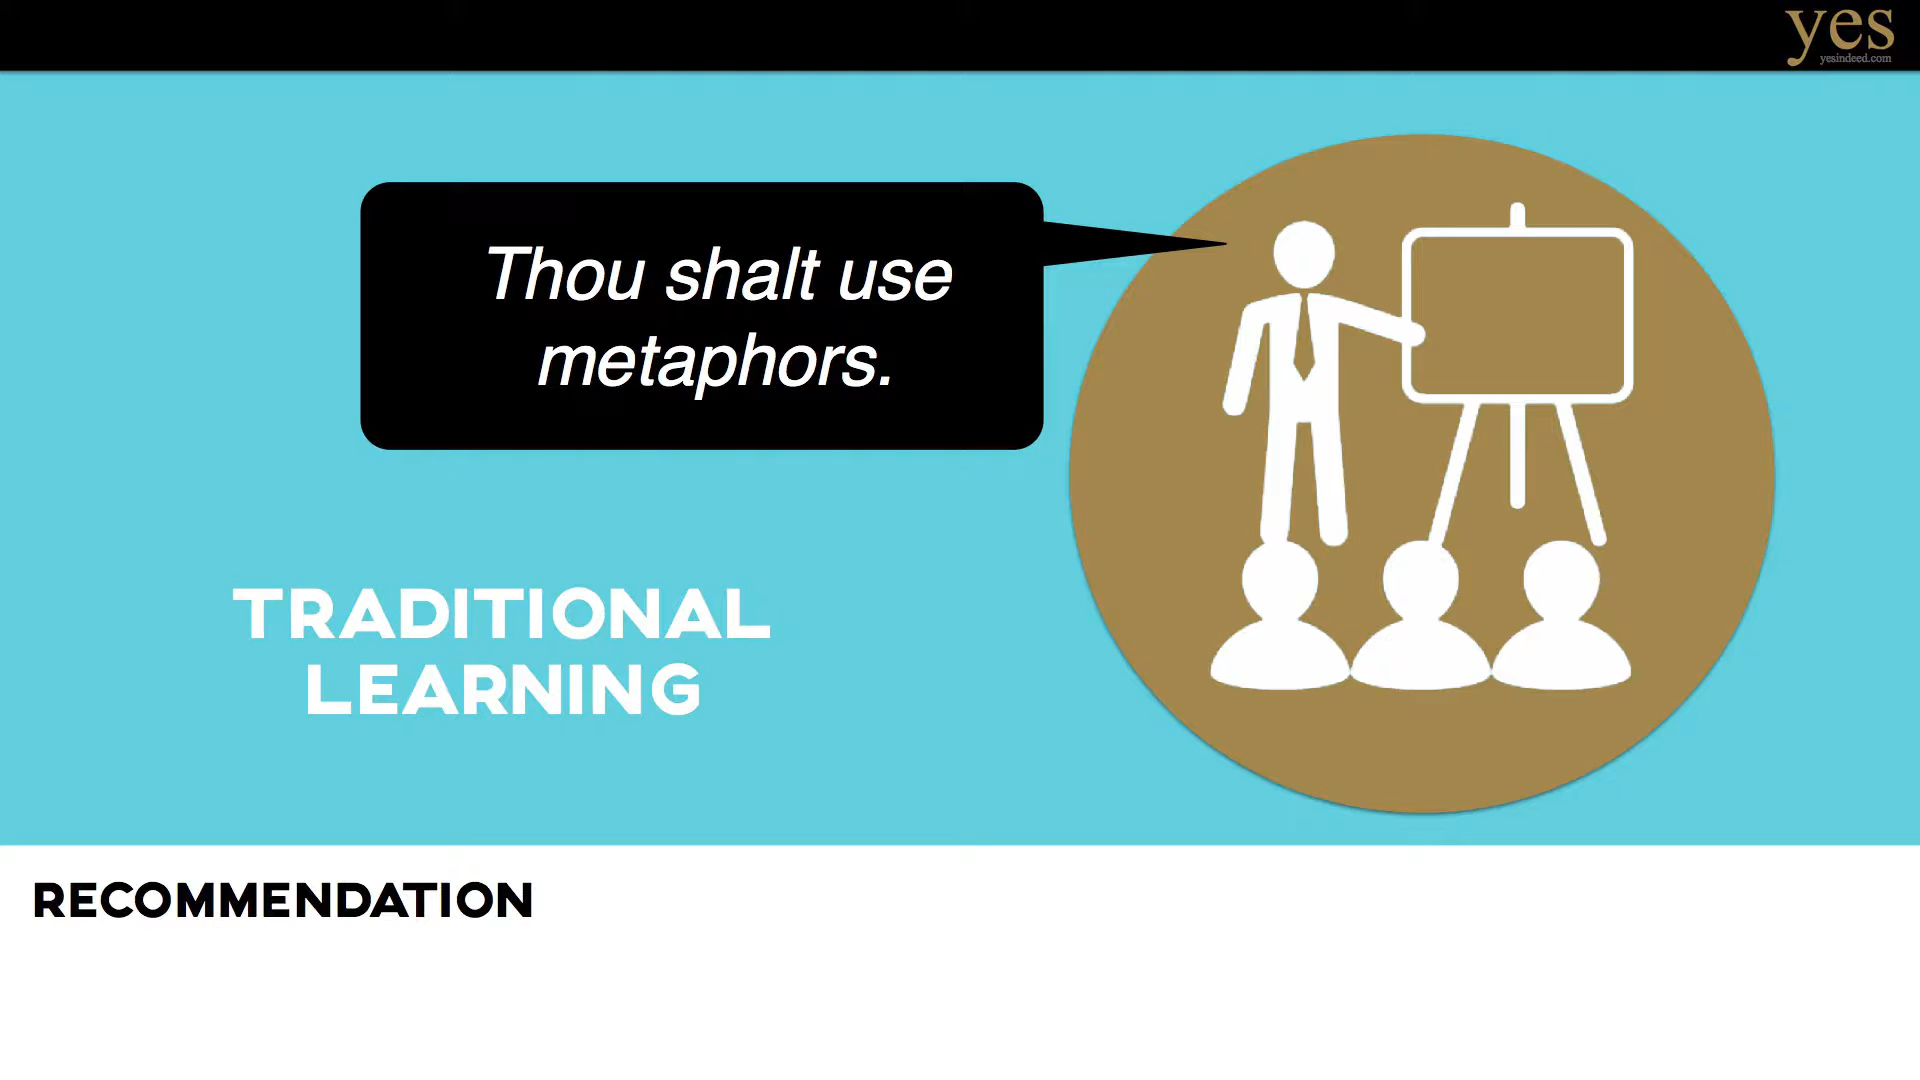 yes
yesindeed.com
Thou shalt use
metaphors.
TRADITIONAL
LEARNING
RECOMMENDATION